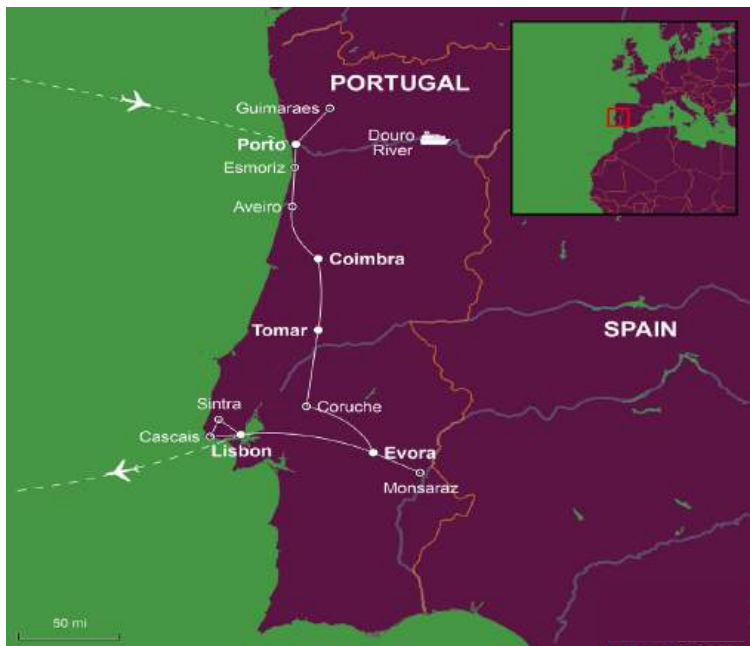 PORTUGAL
Guimaraes
Douro
River
Porto
Esmoriz
Aveiro
Coimbra
Tomar
SPAIN
Sintra
Coruche
Cascais
Lisbon
Evora
Monsaraz
50 mi